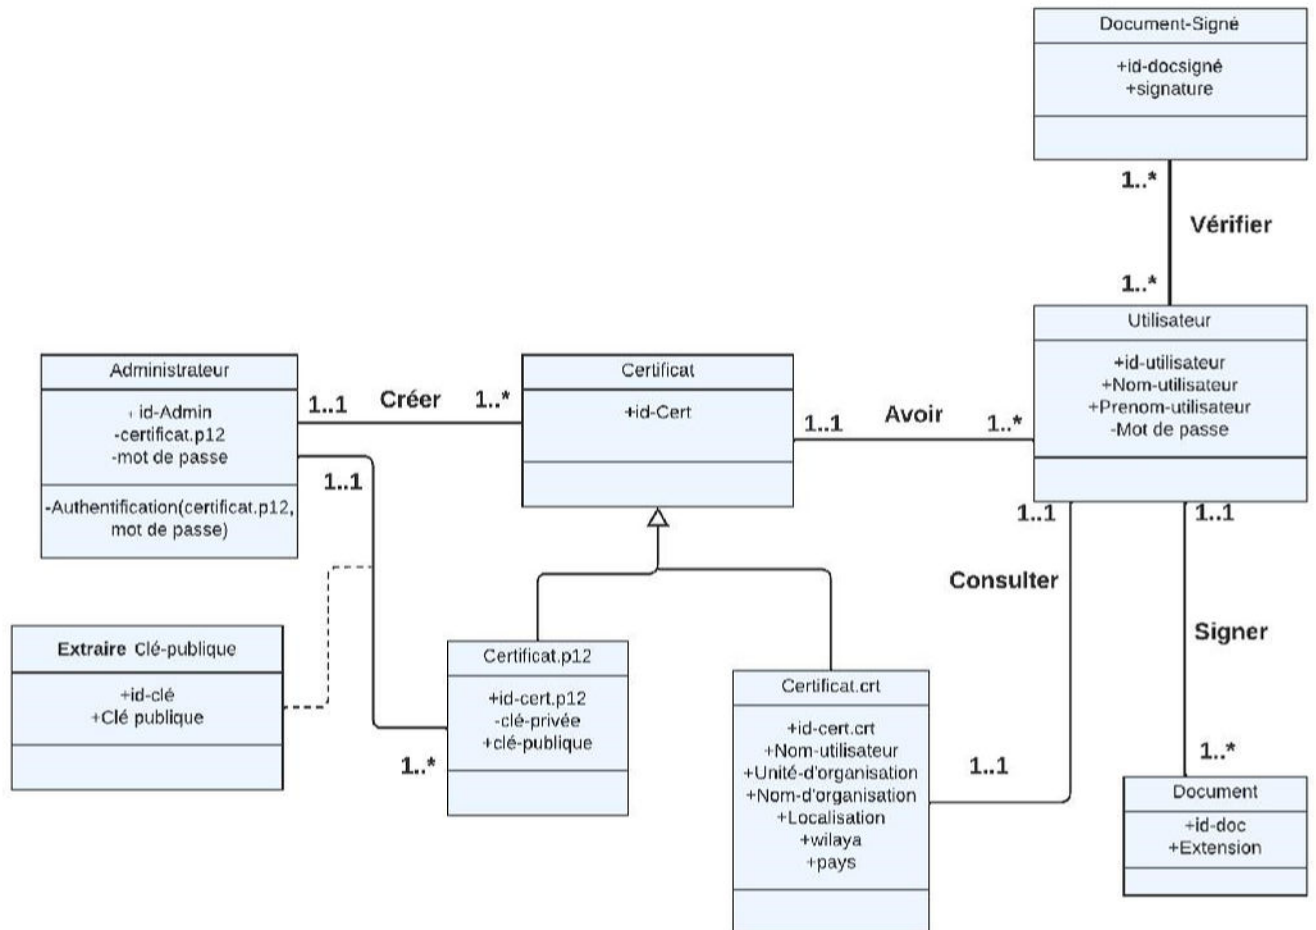 Document-Signé
+id-docsigné
+signature
1..*
Vérifier
1..*
Utilisateur
+id-utilisateur
+Nom-utilisateur
+Prenom-utilisateur
-Mot de passe
Administrateur
id-Admin
-certificat.p12
-mot de passe
-Authentification(certificat.p12,
mot de passe)
1..1
Créer
1..*
Certificat
+id-Cert
1..1
Avoir
1..*
1..1
1..1
1..1
Consulter
Signer
Extraire Clé-publique
+id-clé
+Clé publique
1..*
Certificat.p12
+id-cert.p12
-clé-privée
+clé-publique
Certificat.crt
+id-cert.crt
+Nom-utilisateur
+Unité-d'organisation
+Nom-d'organisation
+Localisation
+wilaya
+pays
1..1
1..*
Document
+id-doc
+Extension